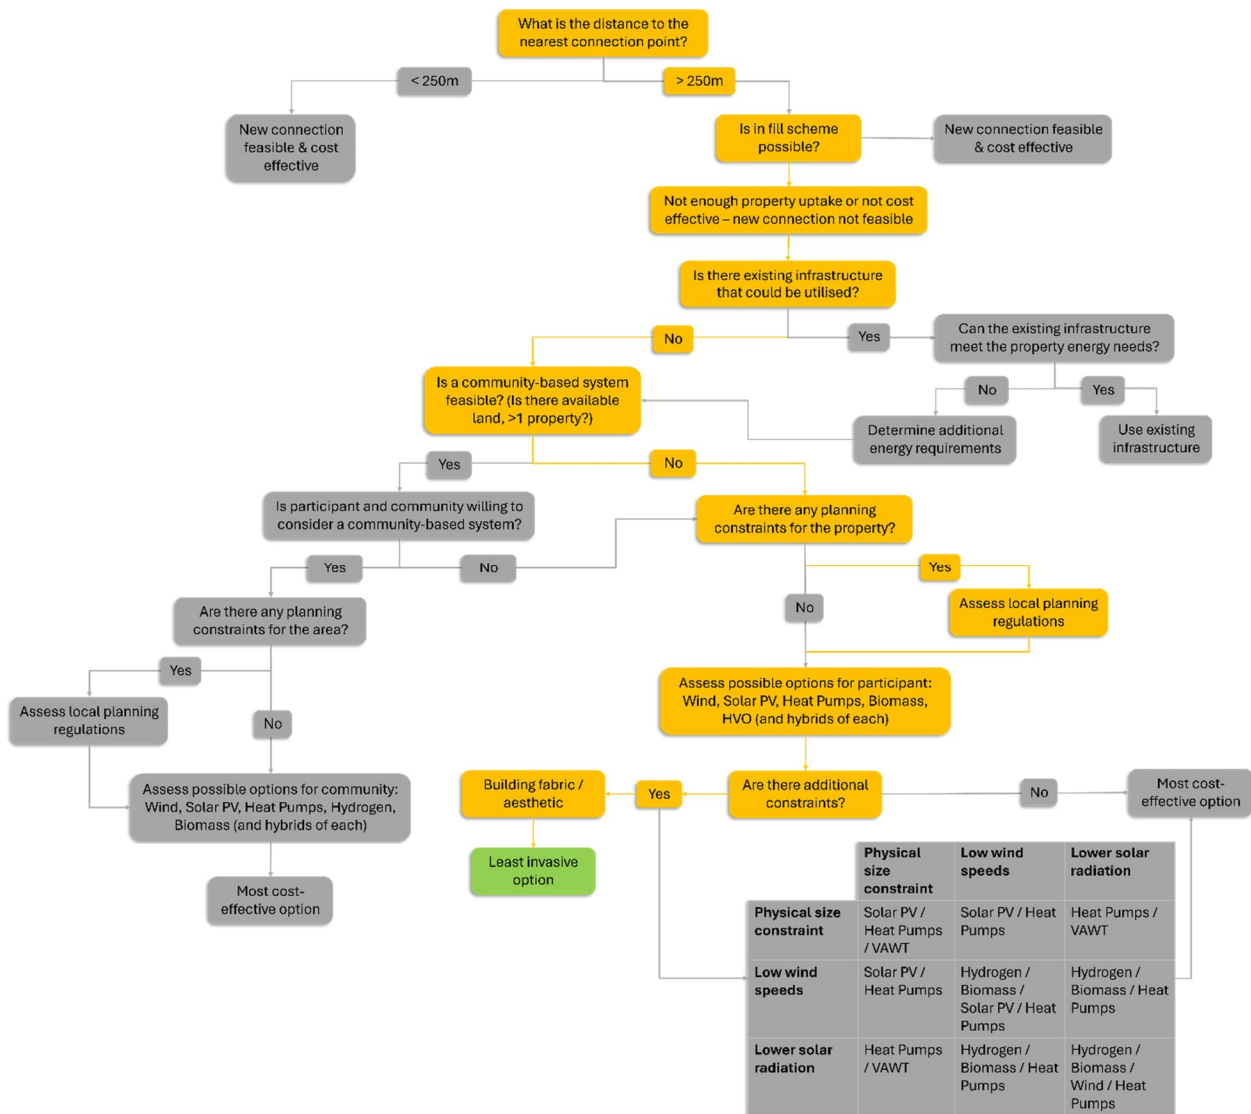 What is the distance to the
nearest connection point?
< 250m
> 250m
New connection
feasible & cost
effective
Is in fill scheme
possible?
New connection feasible
& cost effective
Not enough property uptake or not cost
effective – new connection not feasible
Is there existing infrastructure
that could be utilised?
No
Yes
Can the existing infrastructure
meet the property energy needs?
Is a community-based system
feasible? (Is there available
land, >1 property?)
No
Yes
Determine additional
energy requirements
Use existing
infrastructure
Yes
No
Is participant and community willing to
consider a community-based system?
Are there any planning
constraints for the property?
Yes
No
Yes
Are there any planning
constraints for the area?
No
Assess local planning
regulations
Yes
Assess local planning
regulations
No
Assess possible options for participant:
Wind, Solar PV, Heat Pumps, Biomass,
HVO (and hybrids of each)
Assess possible options for community:
Wind, Solar PV, Heat Pumps, Hydrogen,
Biomass (and hybrids of each)
Building fabric /
aesthetic
Yes
Are there additional
constraints?
No
Most cost-
effective option
Least invasive
option
Most cost-
effective option
Physical
size
constraint
Low wind
speeds
Lower solar
radiation
Physical size
constraint
Solar PV /
Heat Pumps
/ VAWT
Solar PV / Heat
Pumps
Heat Pumps /
VAWT
Low wind
speeds
Solar PV /
Heat Pumps
Hydrogen /
Biomass /
Solar PV / Heat
Pumps
Hydrogen /
Biomass / Heat
Pumps
Lower solar
radiation
Heat Pumps
/ VAWT
Hydrogen /
Biomass / Heat
Pumps
Hydrogen /
Biomass /
Wind / Heat
Pumps